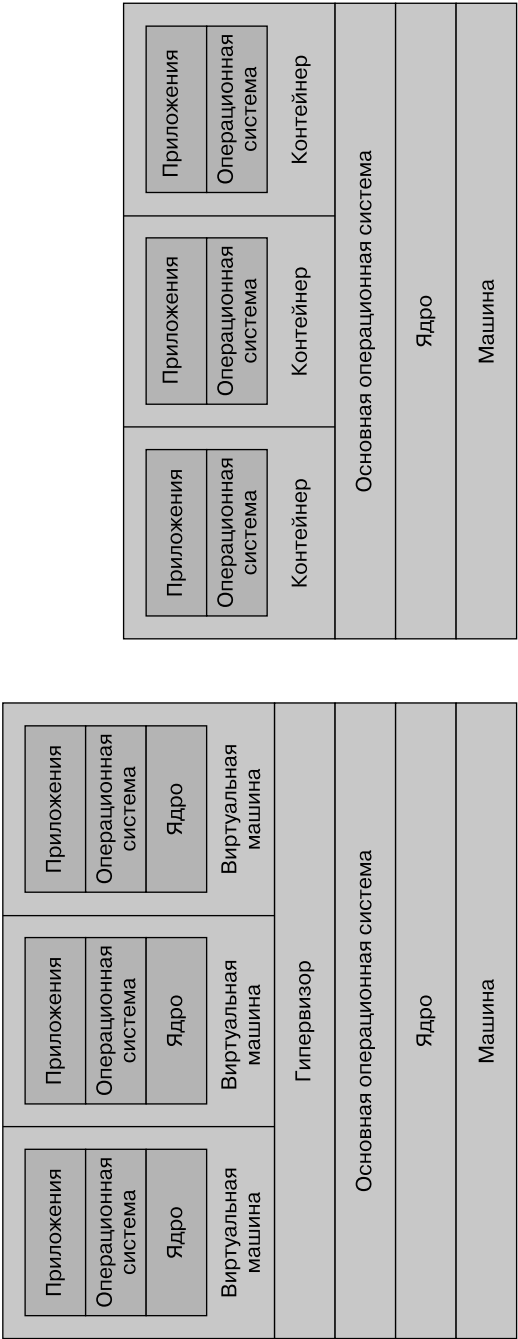 Приложения
Операционная
система
Ядро
Виртуальная
машина
Приложения
Операционная
система
Ядро
Виртуальная
машина
Приложения
Операционная
система
Ядро
Виртуальная
машина
Гипервизор
Основная операционная система
Ядро
Машина
Приложения
Операционная
система
Контейнер
Приложения
Операционная
система
Контейнер
Приложения
Операционная
система
Контейнер
Основная операционная система
Ядро
Машина